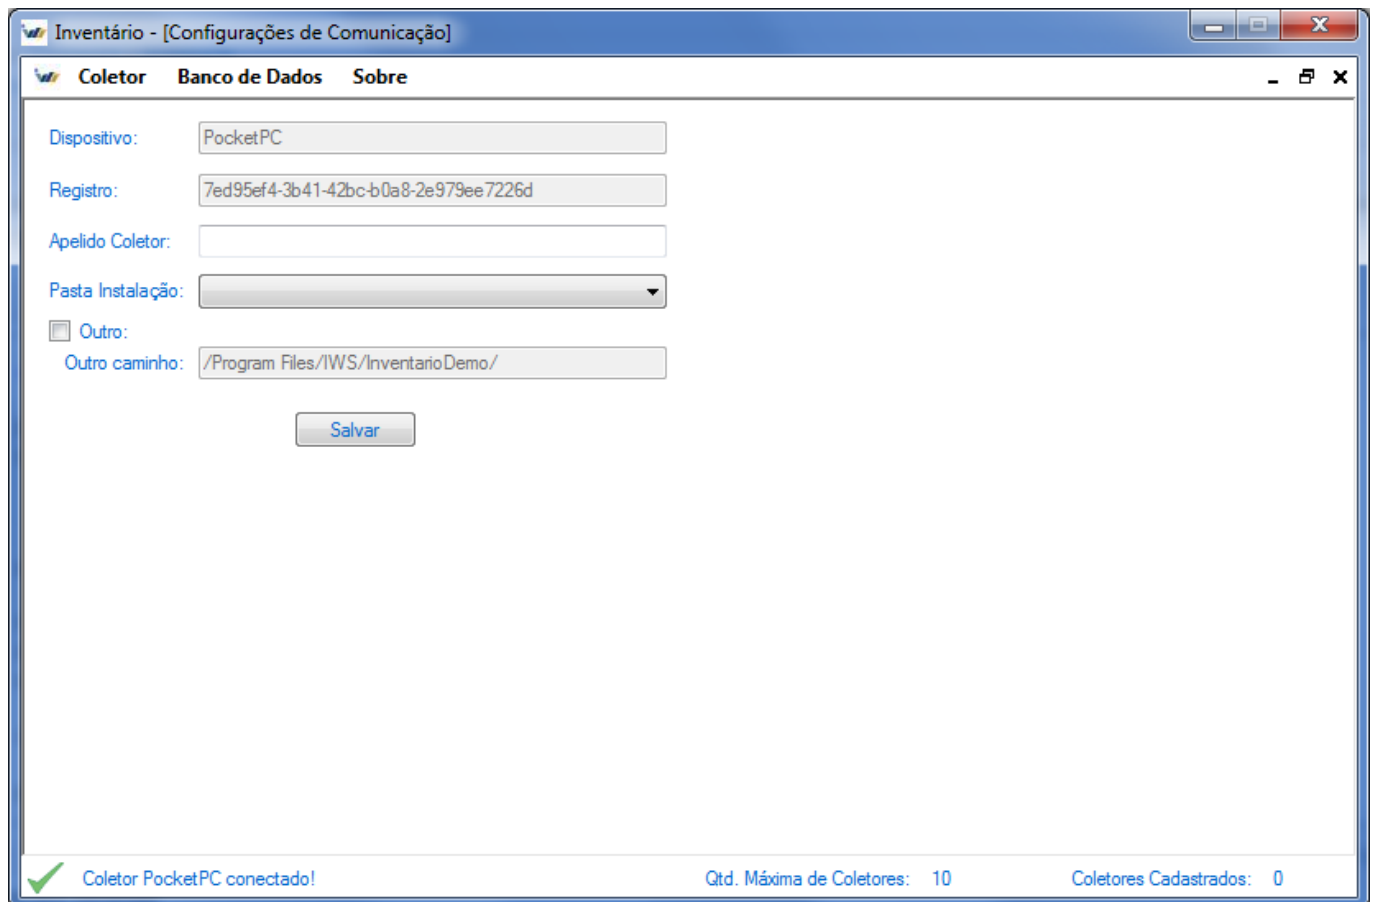 Inventário - [Configurações de Comunicação]
Coletor Banco de Dados Sobre
Dispositivo: PocketPC
Registro: 7ed95ef4-3b41-42bc-b0a8-2e979ee7226d
Apelido Coletor:
Pasta Instalação:
Outro:
Outro caminho: /Program Files/IWS/InventarioDemo/
Salvar
Coletor PocketPC conectado! Qtd. Máxima de Coletores: 10 Coletores Cadastrados: 0